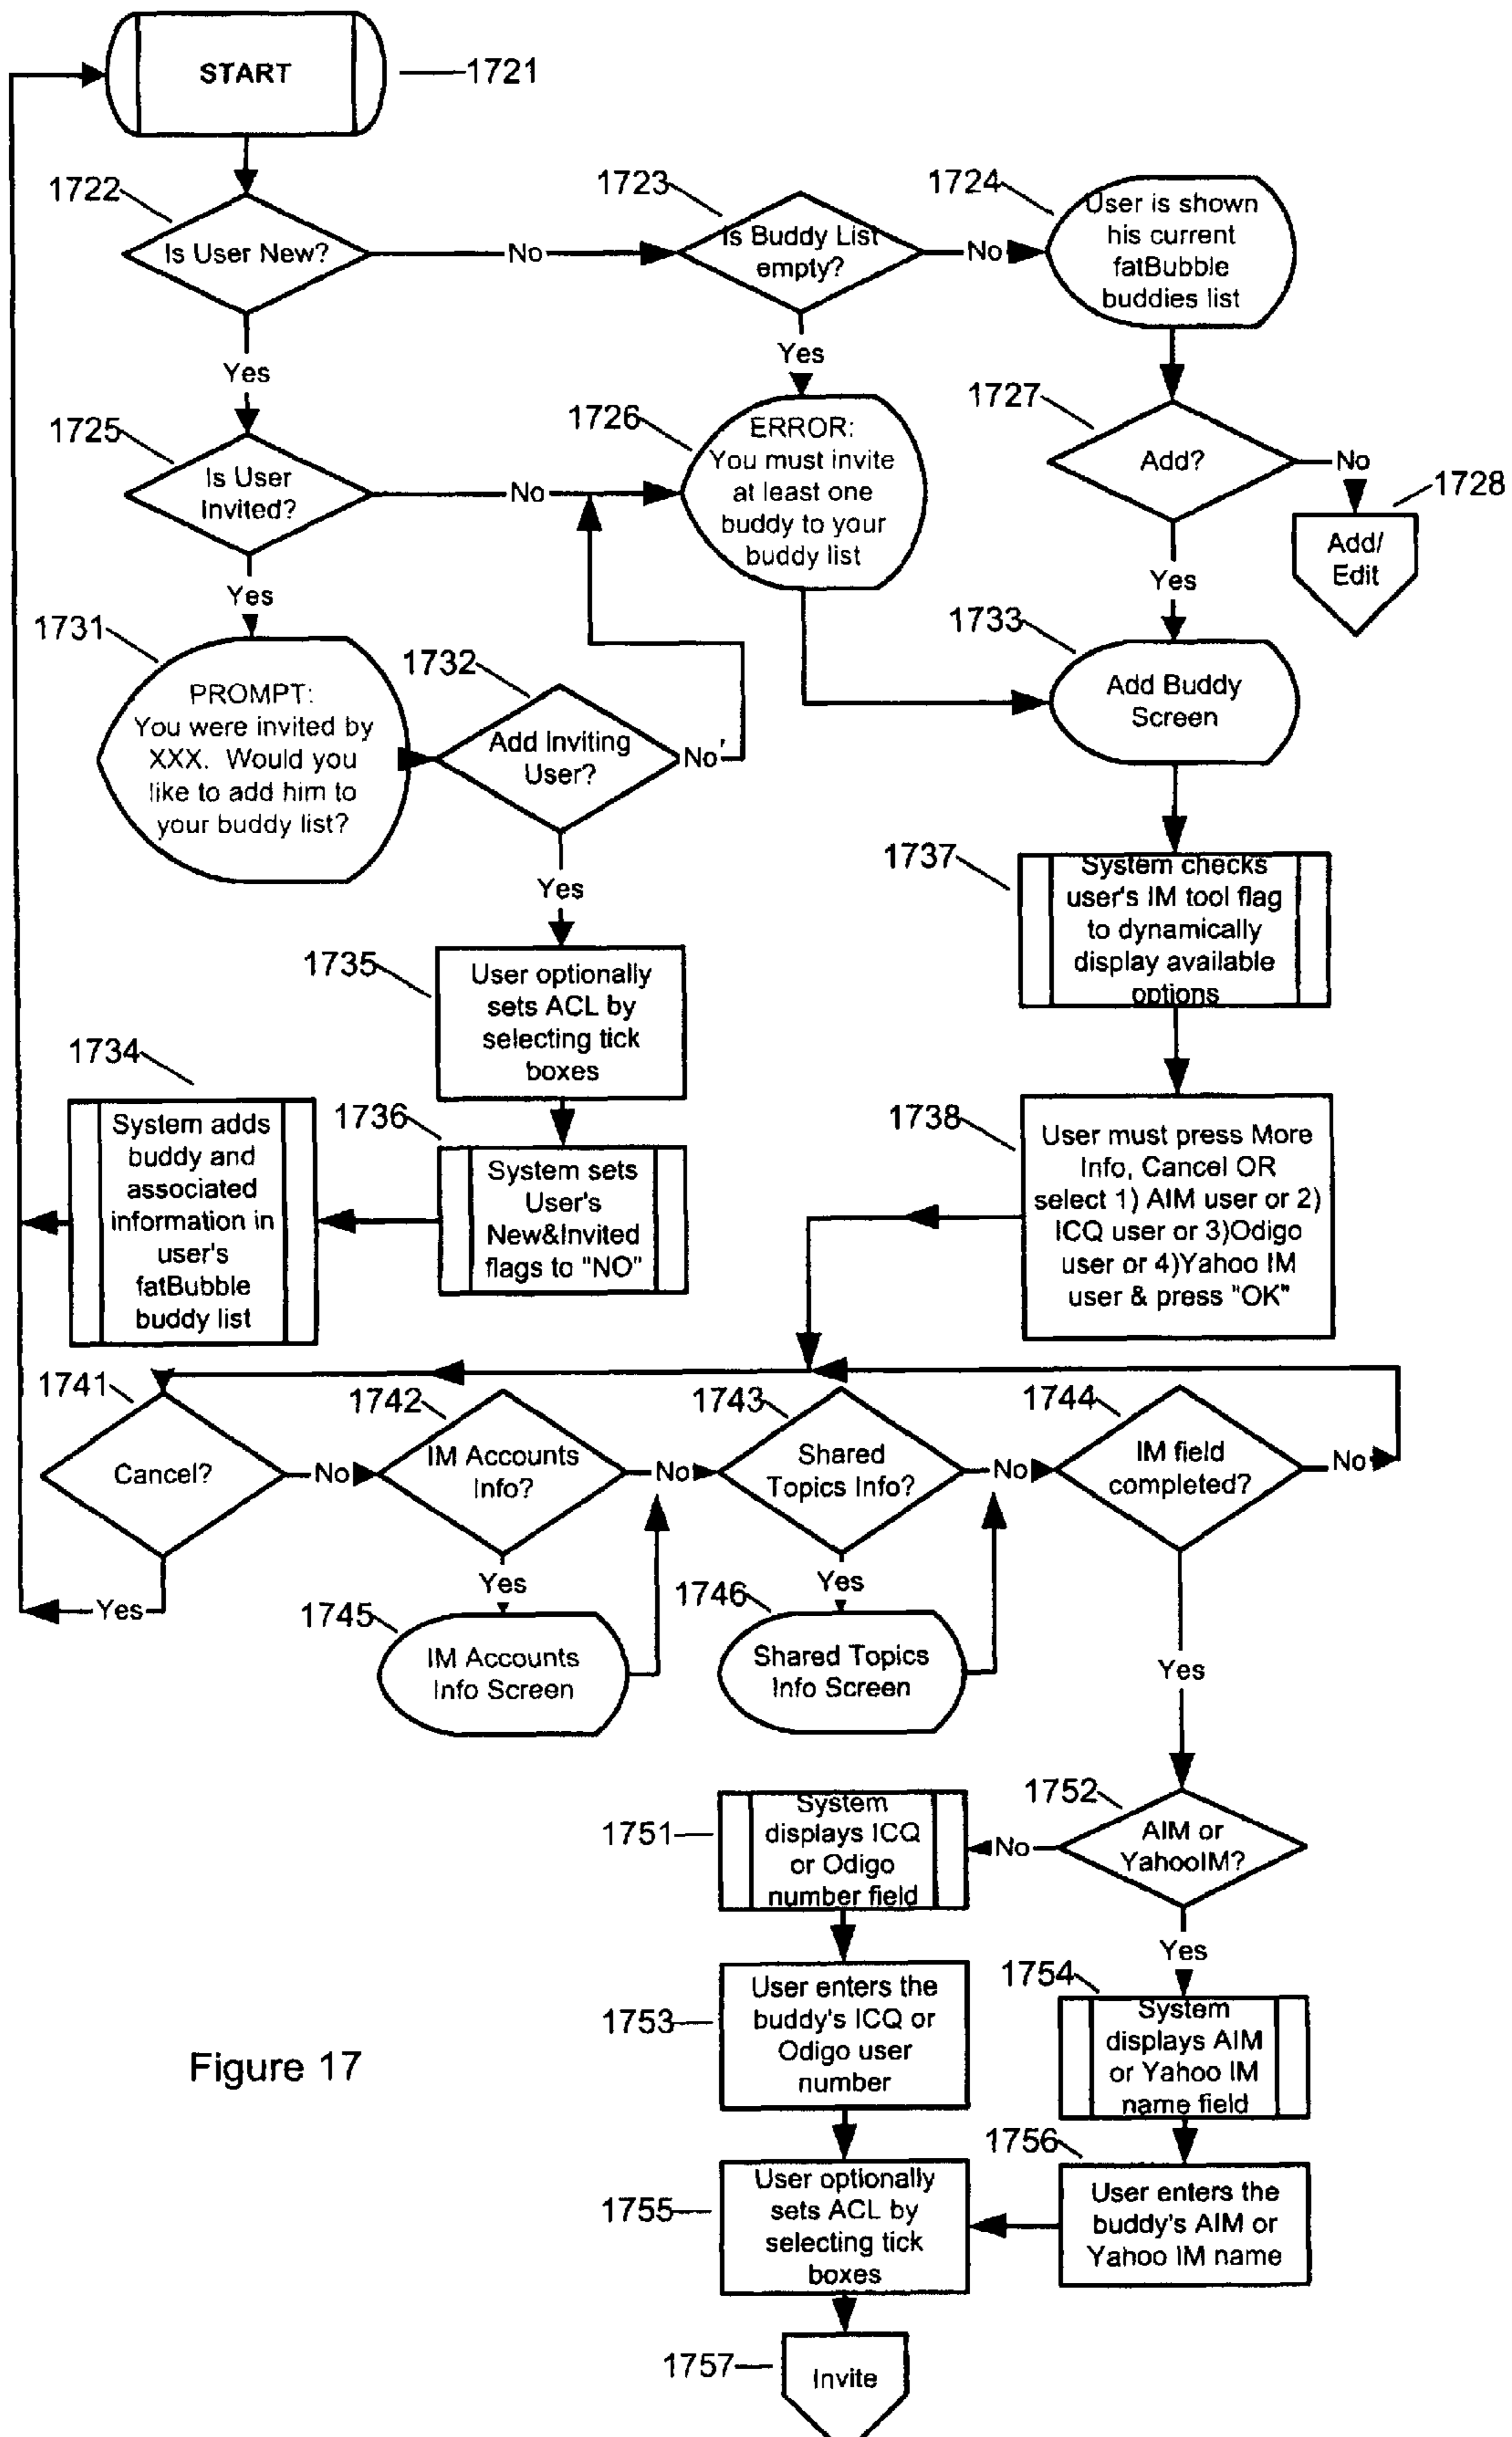 START
1721
1722
Is User New?
No
1723
Is Buddy List
empty?
No
1724
User is shown
his current
fatBubble
buddies list
Yes
Yes
1725
Is User
Invited?
No
1726
ERROR:
You must invite
at least one
buddy to your
buddy list
1727
Add?
No
1728
Add/
Edit
Yes
Yes
1731
PROMPT:
You were invited by
XXX. Would you
like to add him to
your buddy list?
1732
Add Inviting
User?
No
1733
Add Buddy
Screen
Yes
1737
System checks
user's IM tool flag
to dynamically
display available
options
1735
User optionally
sets ACL by
selecting tick
boxes
1734
System adds
buddy and
associated
information in
user's
fatBubble
buddy list
1736
System sets
User's
New&Invited
flags to "NO"
1738
User must press More
Info, Cancel OR
select 1) AIM user or 2)
ICQ user or 3)Odigo
user or 4)Yahoo IM
user & press "OK"
1741
Cancel?
No
1742
IM Accounts
Info?
No
1743
Shared
Topics Info?
No
1744
IM field
completed?
No
Yes
Yes
Yes
1745
IM Accounts
Info Screen
1746
Shared Topics
Info Screen
Yes
1751
System
displays ICQ
or Odigo
number field
No
1752
AIM or
YahooIM?
Yes
1753
User enters the
buddy's ICQ or
Odigo user
number
1754
System
displays AIM
or Yahoo IM
name field
Figure 17
1755
User optionally
sets ACL by
selecting tick
boxes
1756
User enters the
buddy's AIM or
Yahoo IM name
1757
Invite